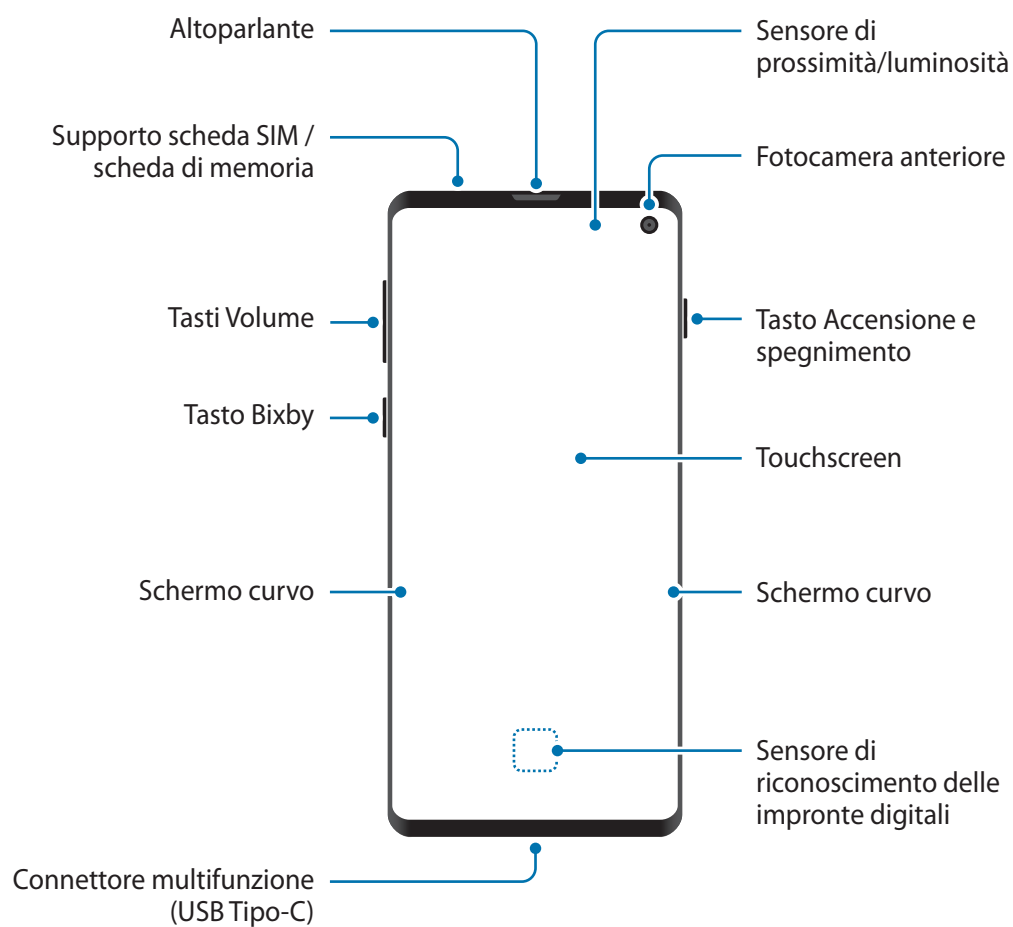 Altoparlante
Supporto scheda SIM /
scheda di memoria
Tasti Volume
Tasto Bixby
Schermo curvo
Connettore multifunzione
(USB Tipo-C)
Sensore di
prossimità/luminosità
Fotocamera anteriore
Tasto Accensione e
spegnimento
Touchscreen
Schermo curvo
Sensore di
riconoscimento delle
impronte digitali